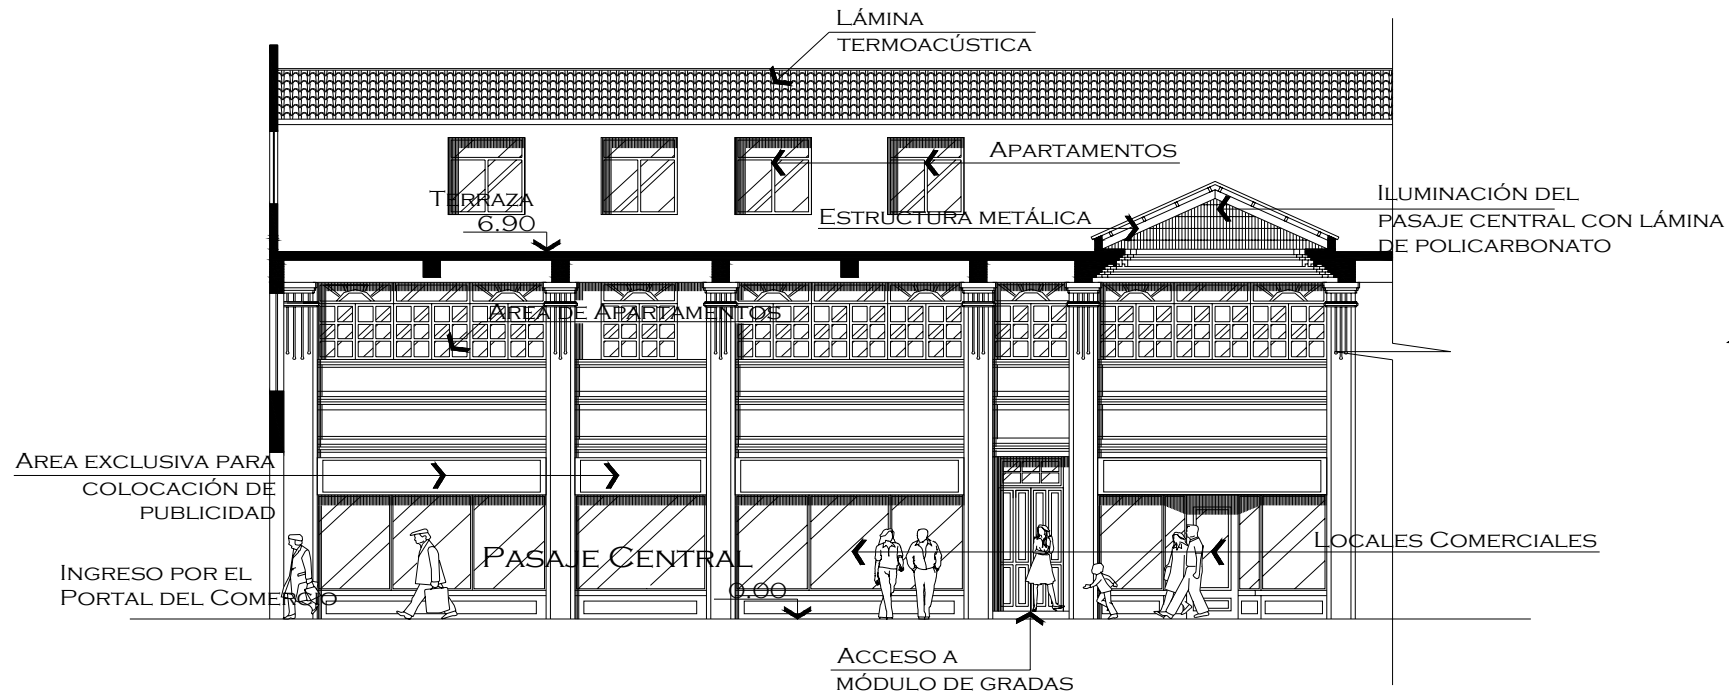 LÁMINA
TERMOACÚSTICA
APARTAMENTOS
TERRAZA
6.90
ESTRUCTURA METÁLICA
ILUMINACIÓN DEL
PASAJE CENTRAL CON LÁMINA
DE POLICARBONATO
AREA DE APARTAMENTOS
AREA EXCLUSIVA PARA
COLOCACIÓN DE
PUBLICIDAD
PASAJE CENTRAL
LOCALES COMERCIALES
INGRESO POR EL
PORTAL DEL COMERCIO
0.00
ACCESO A
MÓDULO DE GRADAS